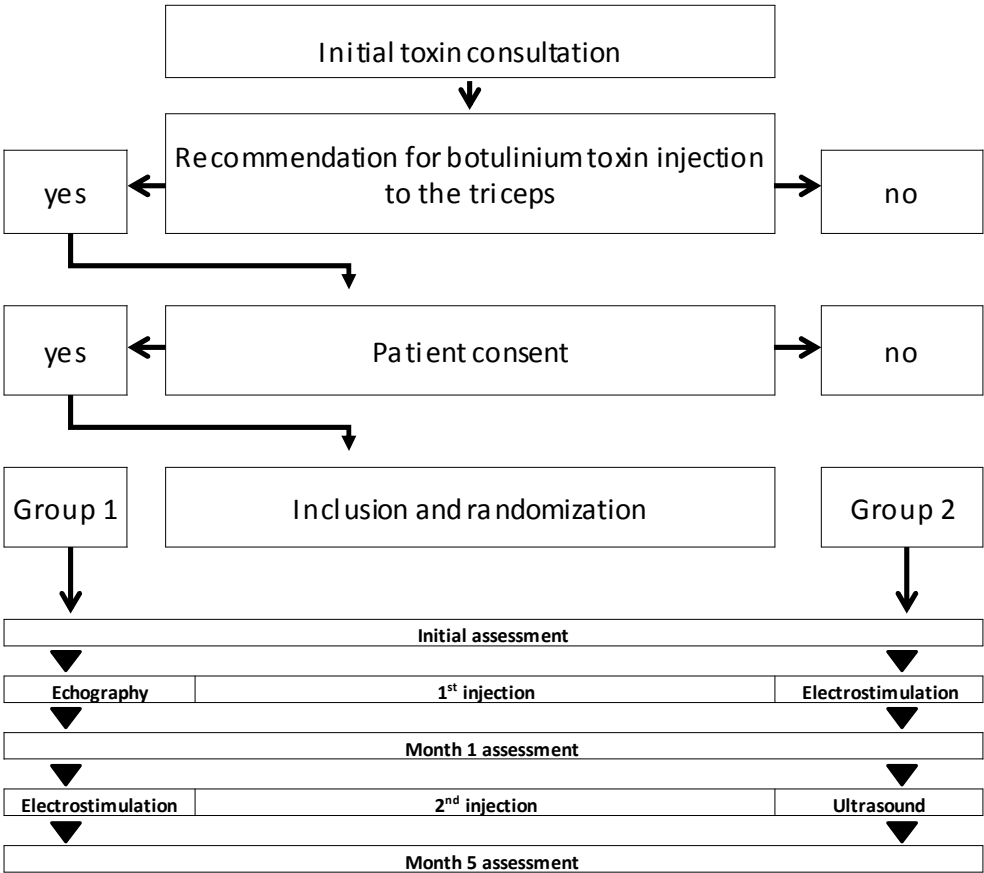 Initial toxin consultation
Recommendation for botulinium toxin injection
to the triceps
yes
no
yes
Patient consent
no
Group 1
Inclusion and randomization
Group 2
Initial assessment
Echography
1st injection
Electrostimulation
Month 1 assessment
Electrostimulation
2nd injection
Ultrasound
Month 5 assessment